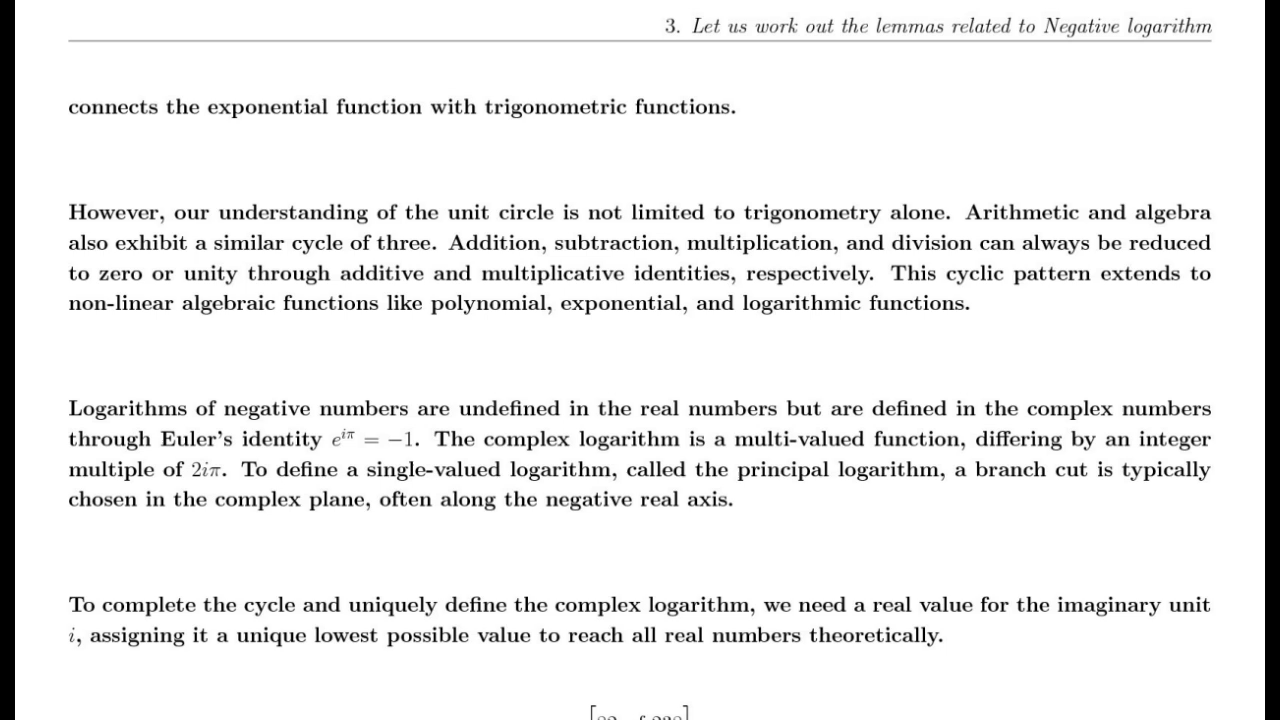 3. Let us work out the lemmas related to Negative logarithm
connects the exponential function with trigonometric functions.
However, our understanding of the unit circle is not limited to trigonometry alone. Arithmetic and algebra
also exhibit a similar cycle of three. Addition, subtraction, multiplication, and division can always be reduced
to zero or unity through additive and multiplicative identities, respectively. This cyclic pattern extends to
non-linear algebraic functions like polynomial, exponential, and logarithmic functions.
Logarithms of negative numbers are undefined in the real numbers but are defined in the complex numbers
through Euler's identity e^{iπ} = −1. The complex logarithm is a multi-valued function, differing by an integer
multiple of 2iπ. To define a single-valued logarithm, called the principal logarithm, a branch cut is typically
chosen in the complex plane, often along the negative real axis.
To complete the cycle and uniquely define the complex logarithm, we need a real value for the imaginary unit
i, assigning it a unique lowest possible value to reach all real numbers theoretically.